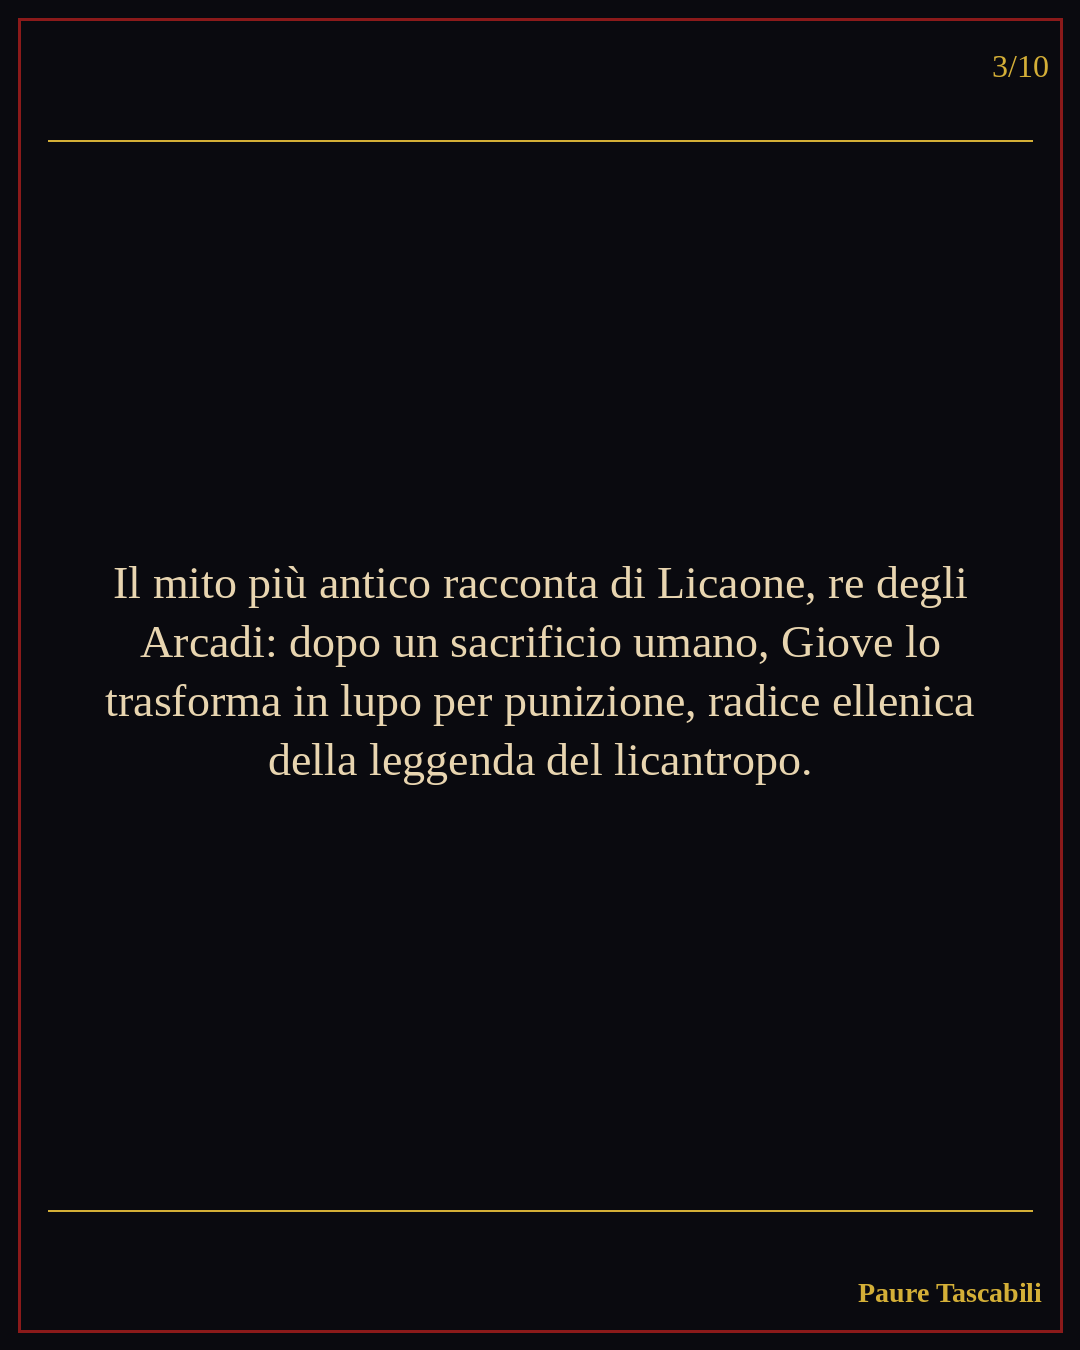 3/10
Il mito più antico racconta di Licaone, re degli
Arcadi: dopo un sacrificio umano, Giove lo
trasforma in lupo per punizione, radice ellenica
della leggenda del licantropo.
Paure Tascabili